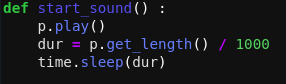 def start_sound() :
    p.play()
    dur = p.get_length() / 1000
    time.sleep(dur)